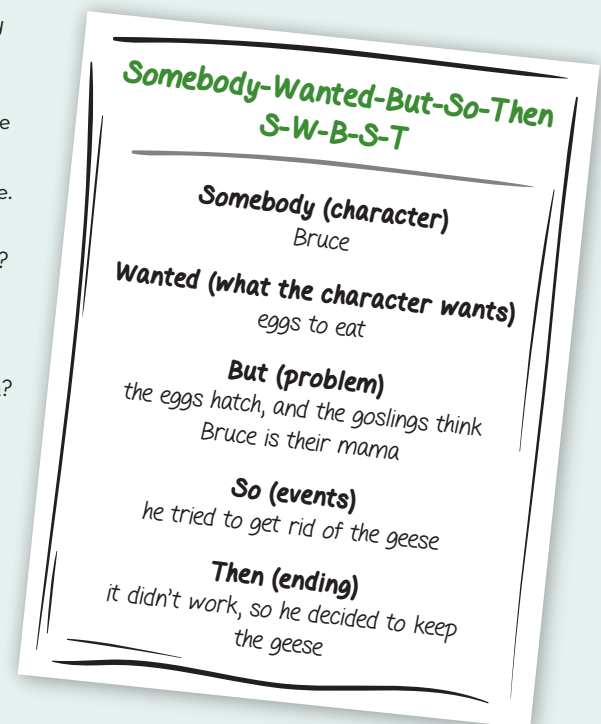 e
e.
?
?
Somebody-Wanted-But-So-Then
S-W-B-S-T
Somebody (character)
Bruce
Wanted (what the character wants)
eggs to eat
But (problem)
the eggs hatch, and the goslings think
Bruce is their mama
So (events)
he tried to get rid of the geese
Then (ending)
it didn't work, so he decided to keep
the geese